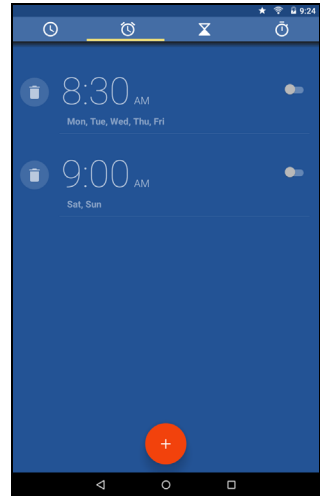 9:24
8:30 AM
Mon, Tue, Wed, Thu, Fri
9:00 AM
Sat, Sun
+